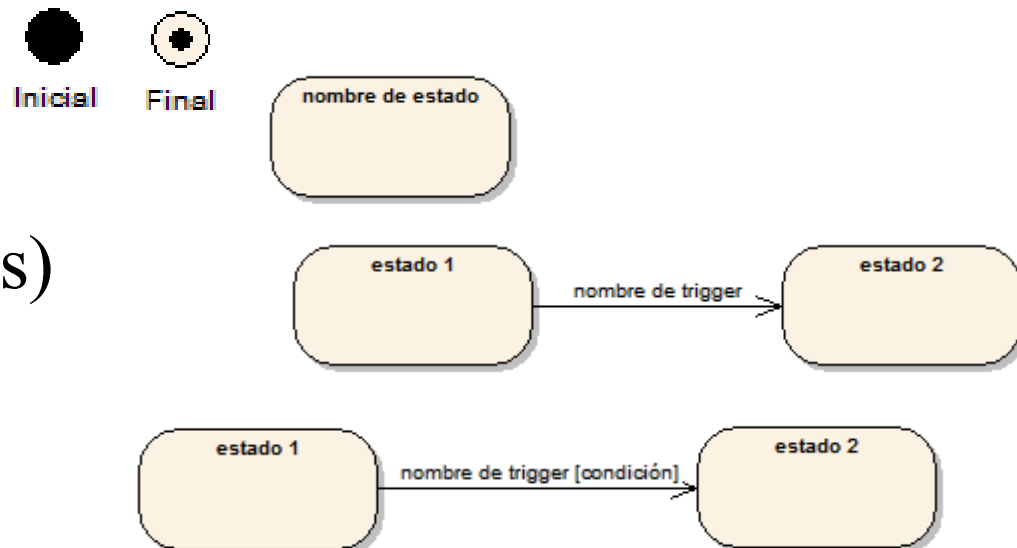 Inicial Final
nombre de estado
s)
estado 1
nombre de trigger
estado 2
estado 1
nombre de trigger [condición]
estado 2